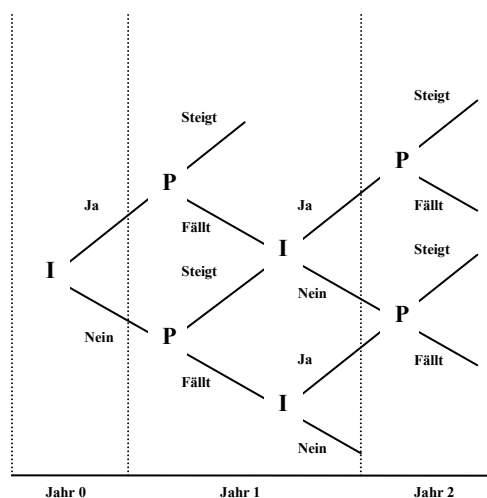 Steigt
Steigt
P
P
Ja
Ja
Fällt
Fällt
I
Steigt
I
Steigt
Nein
P
Nein
P
Ja
Fällt
Fällt
I
Nein
Jahr 0 Jahr 1 Jahr 2